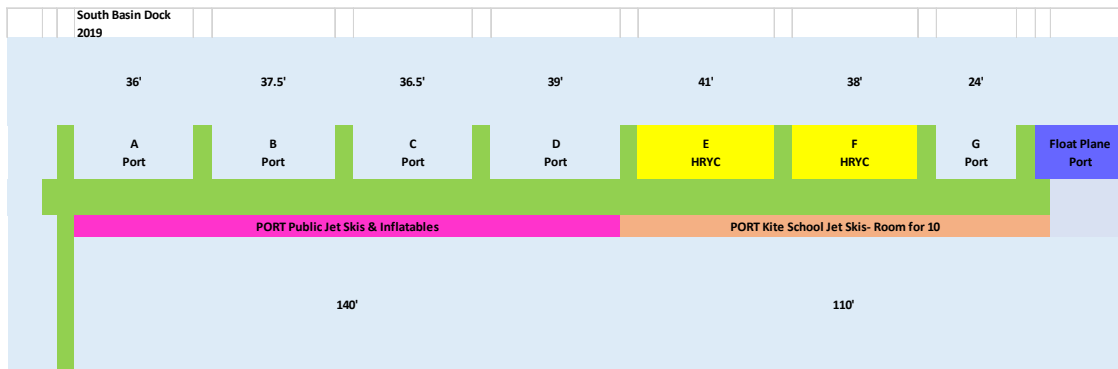 South Basin Dock
2019
36' 37.5' 36.5' 39' 41' 38' 24'
A B C D E F G Float Plane
Port Port Port Port HRYC HRYC Port Port
PORT Public Jet Skis & Inflatables PORT Kite School Jet Skis- Room for 10
140' 110'